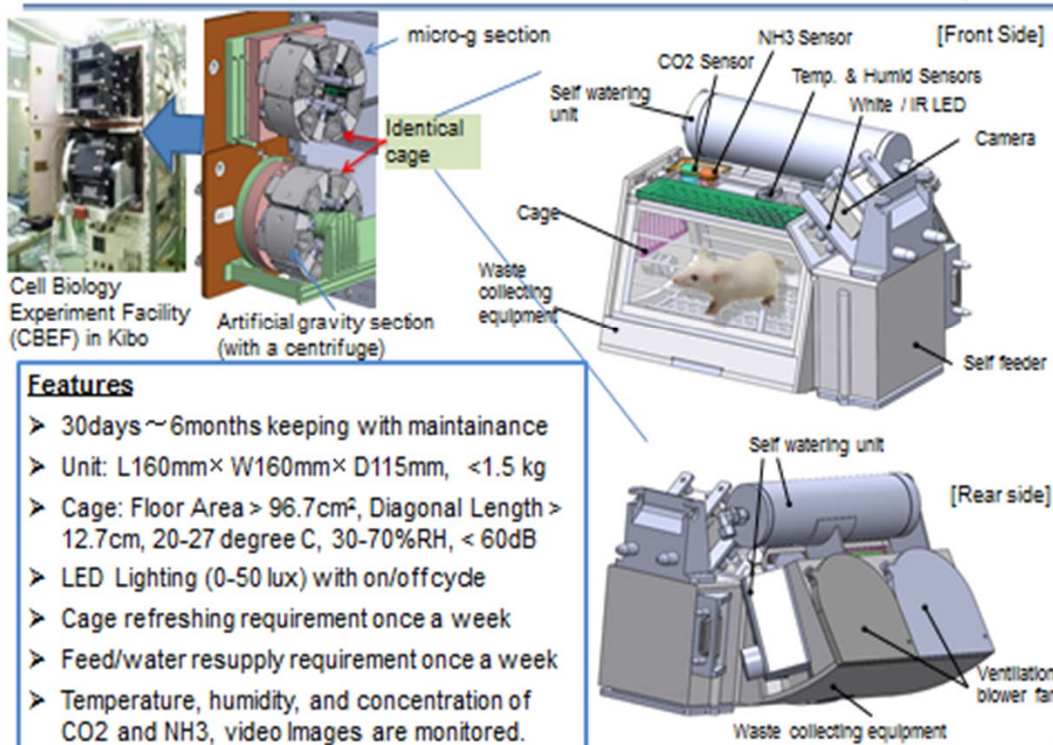 micro-g section
Identical
cage
Cell Biology
Experiment Facility
(CBEF) in Kibo
Artificial gravity section
(with a centrifuge)
[Front Side]
NH3 Sensor
CO2 Sensor
Temp. & Humid Sensors
Self watering
unit
White / IR LED
Camera
Cage
Waste
collecting
equipment
Self feeder
Features
➢ 30days ～6months keeping with maintainance
➢ Unit: L160mm× W160mm× D115mm, <1.5 kg
➢ Cage: Floor Area > 96.7cm², Diagonal Length >
12.7cm, 20-27 degree C, 30-70%RH, < 60dB
➢ LED Lighting (0-50 lux) with on/off cycle
➢ Cage refreshing requirement once a week
➢ Feed/water resupply requirement once a week
➢ Temperature, humidity, and concentration of
CO2 and NH3, video Images are monitored.
Self watering unit
[Rear side]
Ventilation
blower fan
Waste collecting equipment